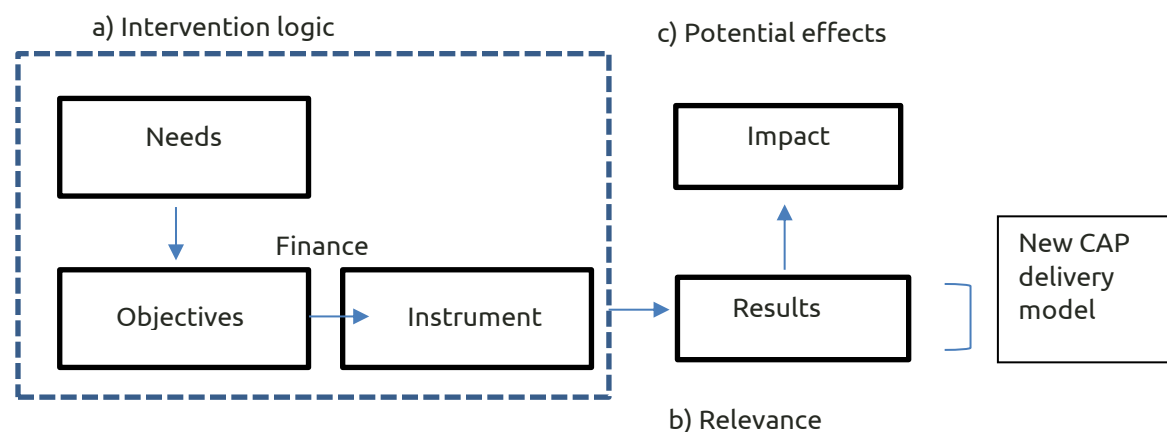 a) Intervention logic
c) Potential effects
Needs
Impact
Finance
New CAP
delivery
model
Objectives
Instrument
Results
b) Relevance